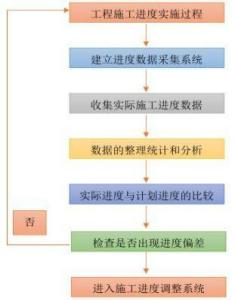 工程施工进度实施过程
建立进度数据采集系统
收集实际施工进度数据
数据的整理统计和分析
实际进度与计划进度的比较
否
检查是否出现进度偏差
进入施工进度调整系统